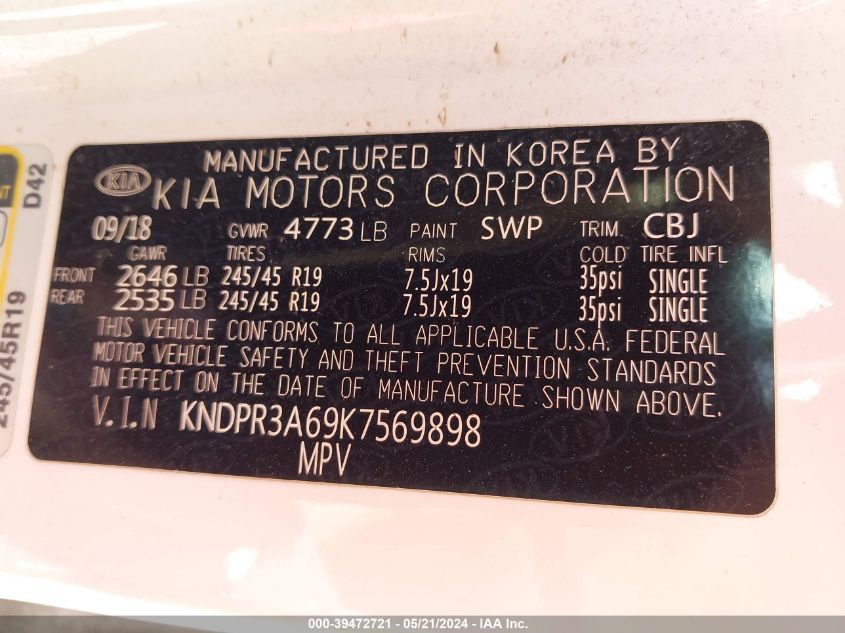 MANUFACTURED IN KOREA BY
KIA KIA MOTORS CORPORATION
09/18 GVWR 4773 LB PAINT SWP TRIM. CBJ
GAWR TIRES RIMS COLD TIRE INFL
FRONT 2646 LB 245/45 R19 7.5Jx19 35psi SINGLE
REAR 2535 LB 245/45 R19 7.5Jx19 35psi SINGLE
THIS VEHICLE CONFORMS TO ALL APPLICABLE U.S.A. FEDERAL
MOTOR VEHICLE SAFETY AND THEFT PREVENTION STANDARDS
IN EFFECT ON THE DATE OF MANUFACTURE SHOWN ABOVE.
V.I.N KNDPR3A69K7569898
MPV
D42
245/45R19
000-39472721 - 05/21/2024 - IAA Inc.